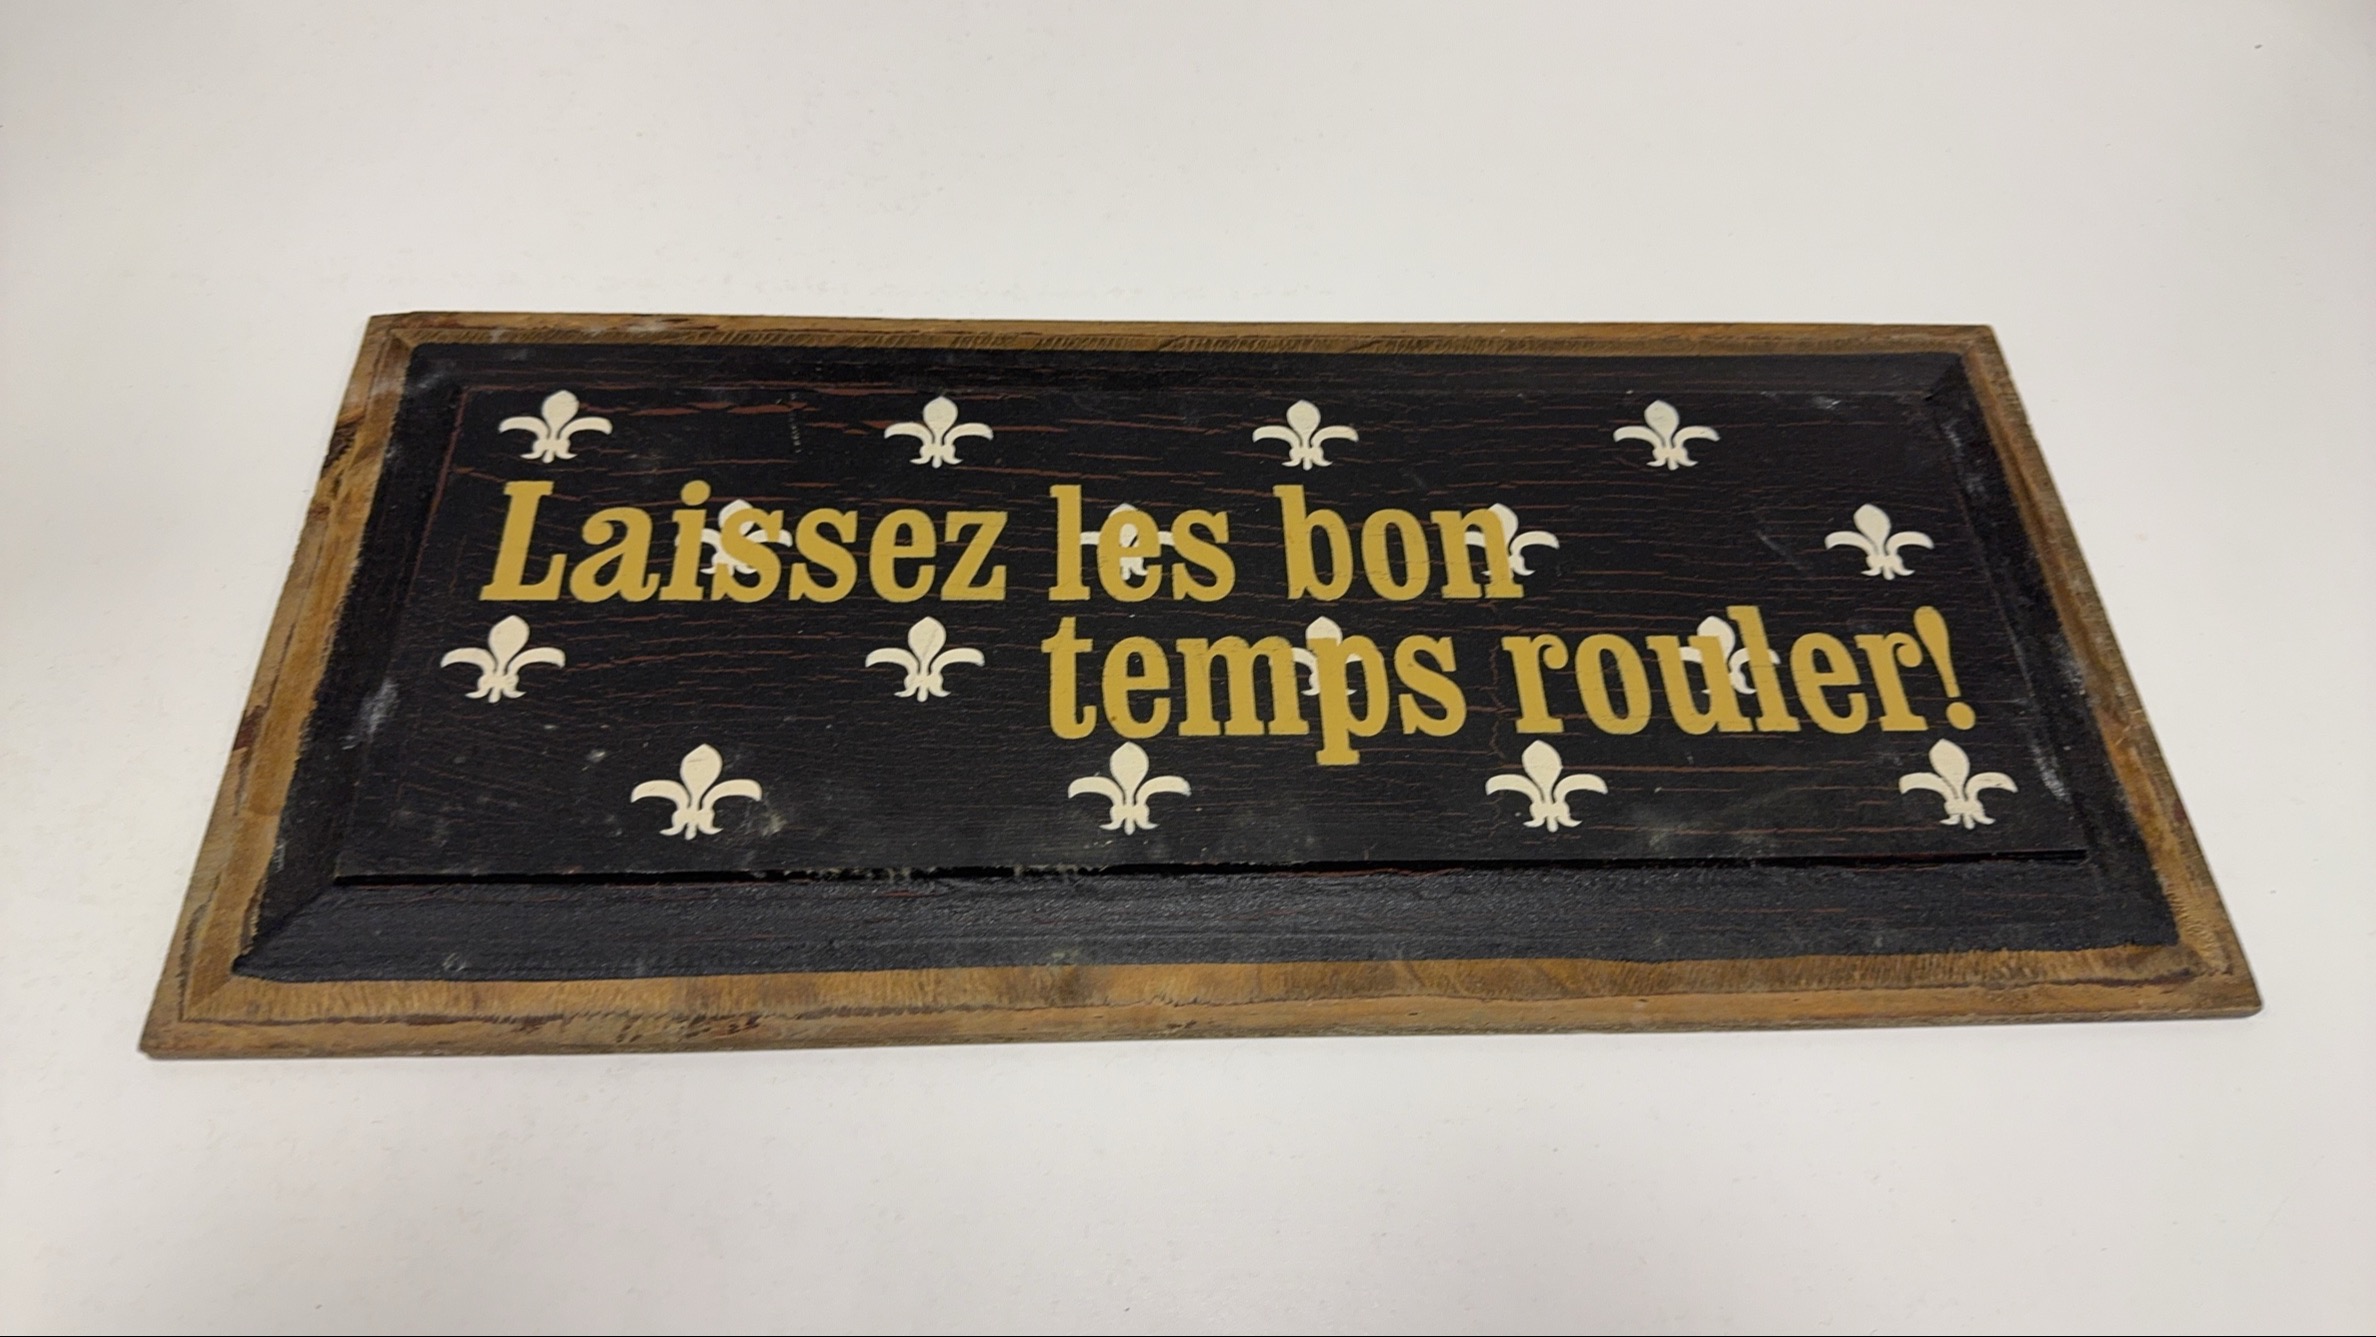 Laissez les bon
temps rouler!